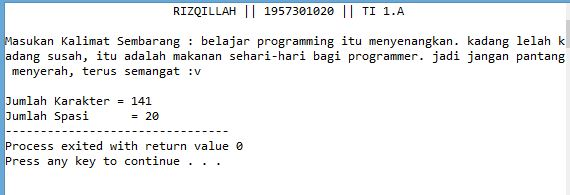 RIZQILLAH || 1957301020 || TI 1.A
Masukan Kalimat Sembarang : belajar programming itu menyenangkan. kadang lelah k
adang susah, itu adalah makanan sehari-hari bagi programmer. jadi jangan pantang
menyerah, terus semangat :v
Jumlah Karakter = 141
Jumlah Spasi = 20
-------------------------------
Process exited with return value 0
Press any key to continue . . .